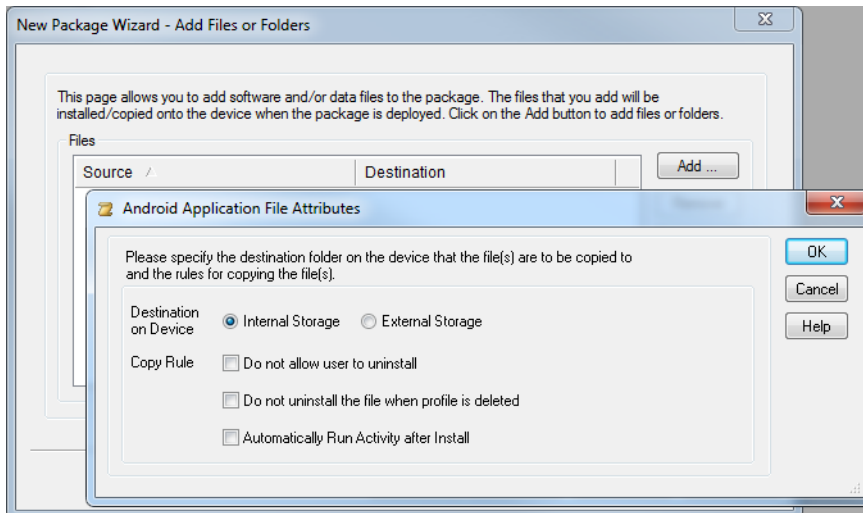 New Package Wizard - Add Files or Folders
This page allows you to add software and/or data files to the package. The files that you add will be
installed/copied onto the device when the package is deployed. Click on the Add button to add files or folders.
Files
Source
Destination
Add ...
Android Application File Attributes
Please specify the destination folder on the device that the file(s) are to be copied to
and the rules for copying the file(s).
OK
Cancel
Help
Destination
on Device
Internal Storage
External Storage
Copy Rule
Do not allow user to uninstall
Do not uninstall the file when profile is deleted
Automatically Run Activity after Install